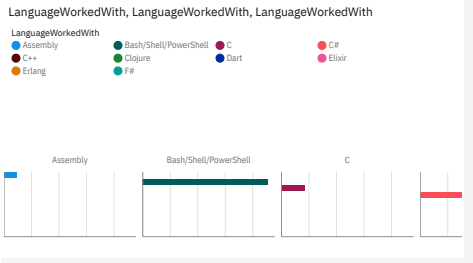 LanguageWorkedWith, LanguageWorkedWith, LanguageWorkedWith
LanguageWorkedWith
Assembly Bash/Shell/PowerShell C C#
C++ Clojure Dart Elixir
Erlang F#
Assembly Bash/Shell/PowerShell C